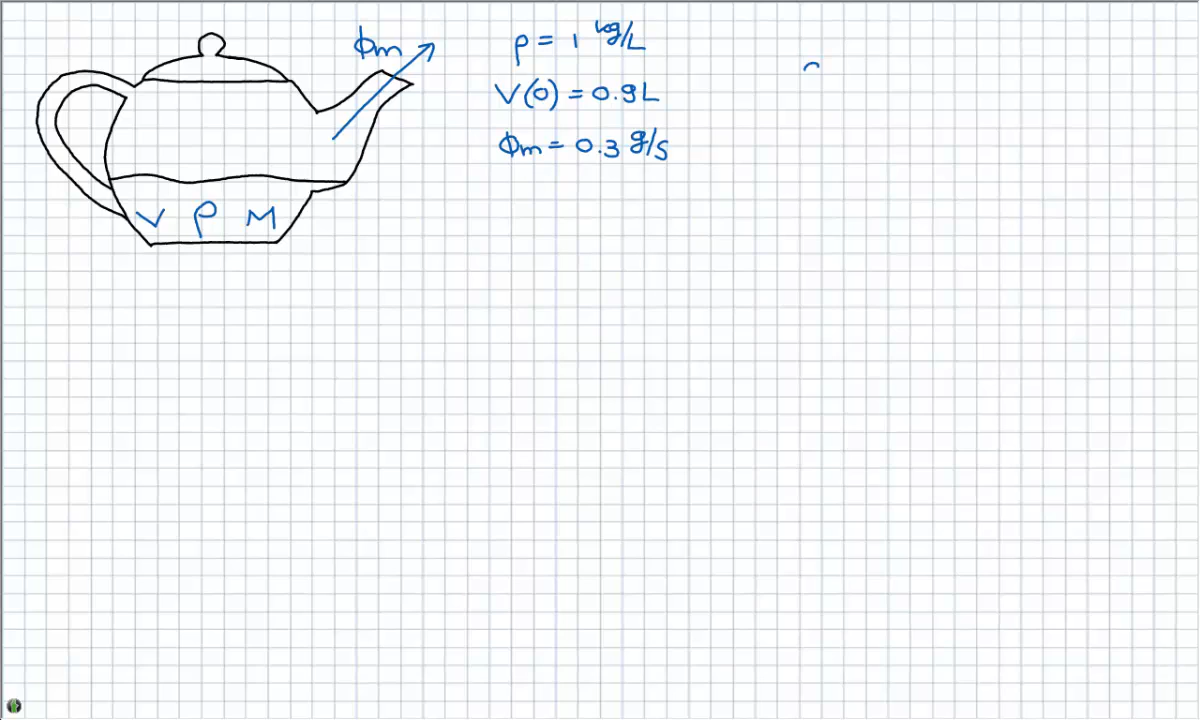 ϕm
ρ = 1 kg/L
V(0) = 0.9L
ϕm = 0.3 g/s
V ρ M